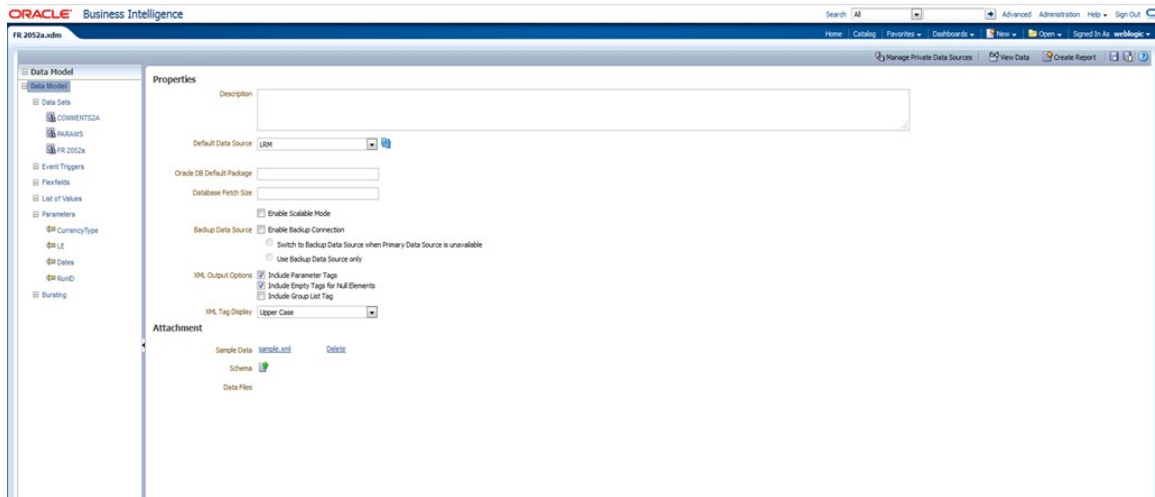 ORACLE Business Intelligence
Search All Advanced Administration Help Sign Out
FR 2052a.xdm
Home Catalog Favorites Dashboards New Open Signed In As weblogic
Manage Private Data Sources View Data Create Report
Data Model
Data Model
Data Sets
COMMENTS2A
PARAMS
FR 2052a
Event Triggers
Flexfields
List of Values
Parameters
CurrencyType
LE
Dates
RunID
Bursting
Properties
Description
Default Data Source LRM
Oracle DB Default Package
Database Fetch Size
Enable Scalable Mode
Backup Data Source Enable Backup Connection
Switch to Backup Data Source when Primary Data Source is unavailable
Use Backup Data Source only
XML Output Options Include Parameter Tags
Include Empty Tags for Null Elements
Include Group List Tag
XML Tag Display Upper Case
Attachment
Sample Data sample.xml Delete
Schema
Data Files